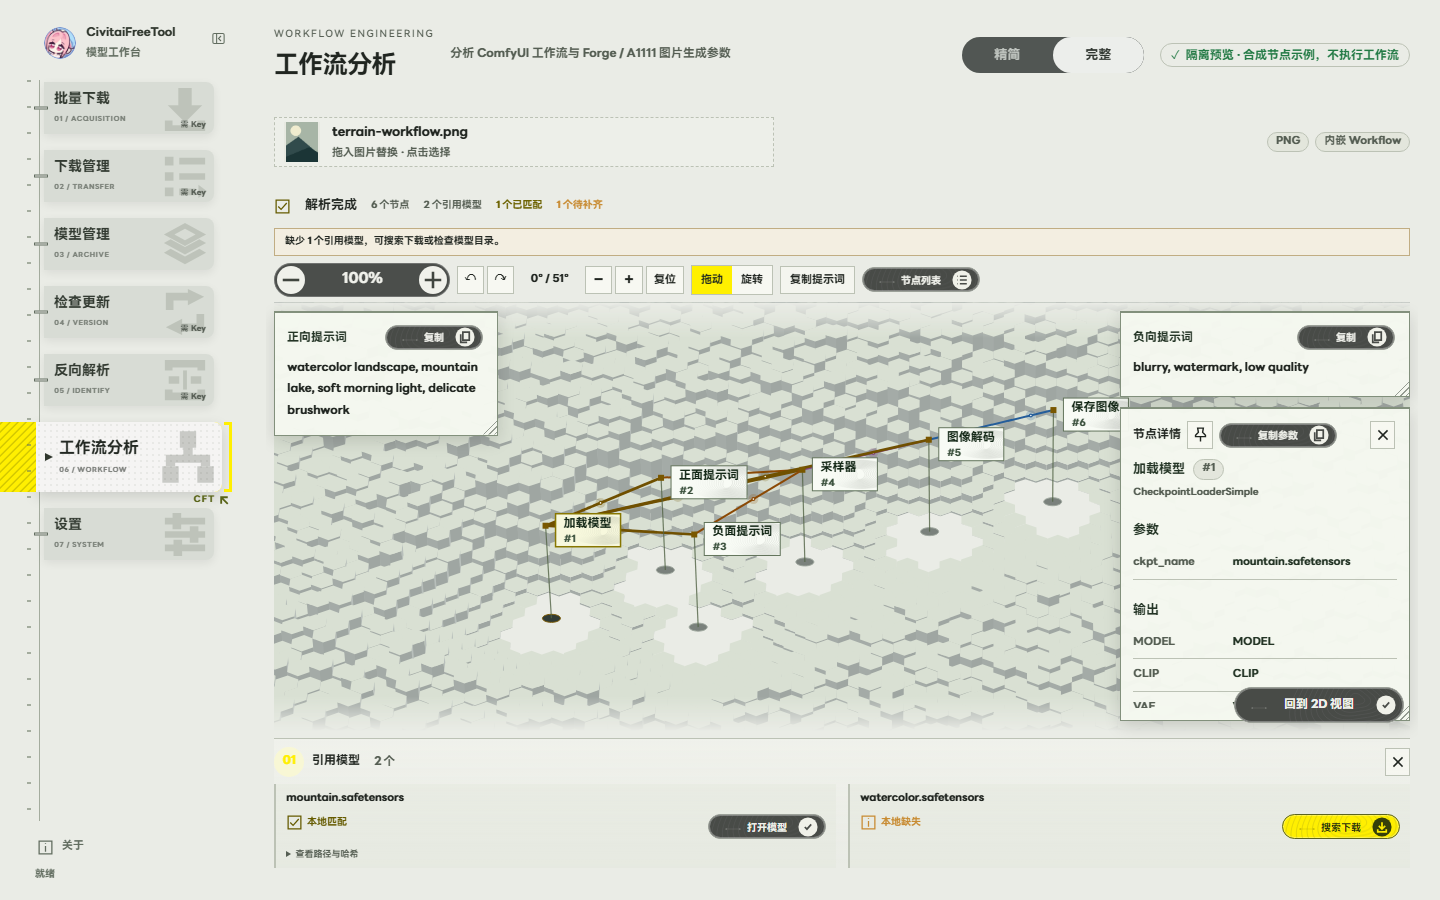 CivitaiFreeTool
模型工作台
批量下载
01 / ACQUISITION
需 Key
下载管理
02 / TRANSFER
需 Key
模型管理
03 / ARCHIVE
检查更新
04 / VERSION
需 Key
反向解析
05 / IDENTIFY
需 Key
工作流分析
06 / WORKFLOW
CFT
设置
07 / SYSTEM
关于
就绪
WORKFLOW ENGINEERING
工作流分析
分析 ComfyUI 工作流与 Forge / A1111 图片生成参数
精简
完整
✓ 隔离预览 · 合成节点示例，不执行工作流
terrain-workflow.png
拖入图片替换 · 点击选择
PNG
内嵌 Workflow
解析完成
6 个节点
2 个引用模型
1 个已匹配
1 个待补齐
缺少 1 个引用模型，可搜索下载或检查模型目录。
100%
0° / 51°
复位
拖动
旋转
复制提示词
节点列表
正向提示词
复制
watercolor landscape, mountain
lake, soft morning light, delicate
brushwork
负向提示词
复制
blurry, watermark, low quality
保存图像
#6
图像解码
#5
采样器
#4
正面提示词
#2
加载模型
#1
负面提示词
#3
节点详情
复制参数
加载模型
#1
CheckpointLoaderSimple
参数
ckpt_name
mountain.safetensors
输出
MODEL
MODEL
CLIP
CLIP
VAE
回到 2D 视图
01
引用模型
2 个
mountain.safetensors
本地匹配
打开模型
查看路径与哈希
watercolor.safetensors
本地缺失
搜索下载